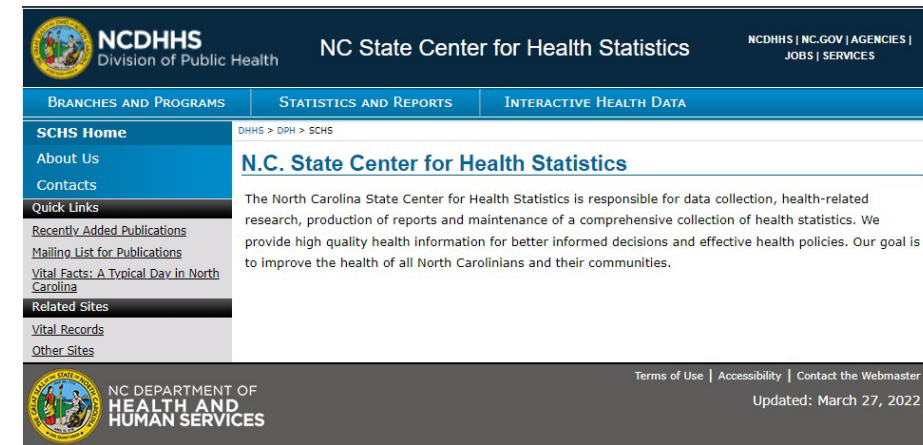 NCDHHS
Division of Public Health
NC State Center for Health Statistics
NCDHHS | NC.GOV | AGENCIES |
JOBS | SERVICES
BRANCHES AND PROGRAMS
STATISTICS AND REPORTS
INTERACTIVE HEALTH DATA
SCHS Home
About Us
Contacts
Quick Links
Recently Added Publications
Mailing List for Publications
Vital Facts: A Typical Day in North
Carolina
Related Sites
Vital Records
Other Sites
DHHS > DPH > SCHS
N.C. State Center for Health Statistics
The North Carolina State Center for Health Statistics is responsible for data collection, health-related
research, production of reports and maintenance of a comprehensive collection of health statistics. We
provide high quality health information for better informed decisions and effective health policies. Our goal is
to improve the health of all North Carolinians and their communities.
NC DEPARTMENT OF
HEALTH AND
HUMAN SERVICES
Terms of Use | Accessibility | Contact the Webmaster
Updated: March 27, 2022